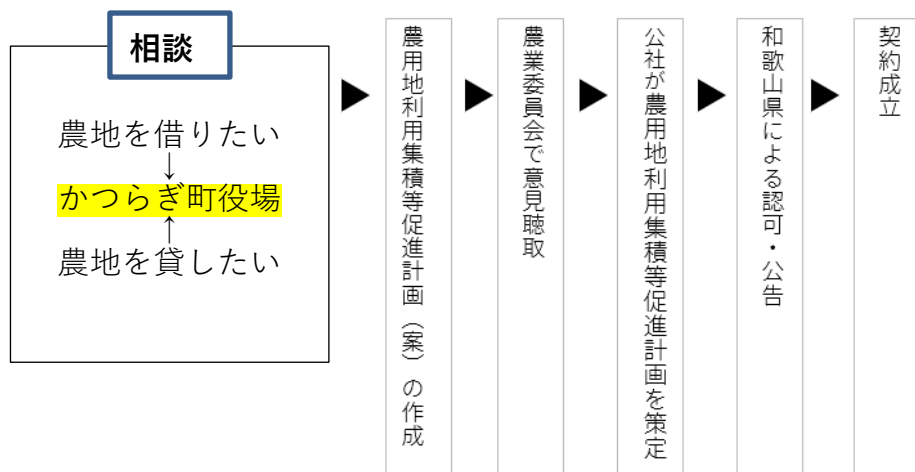 相談
農地を借りたい
↓
かつらぎ町役場
↑
農地を貸したい
農用地利用集積等促進計画（案）の作成
農業委員会で意見聴取
公社が農用地利用集積等促進計画を策定
和歌山県による認可・公告
契約成立